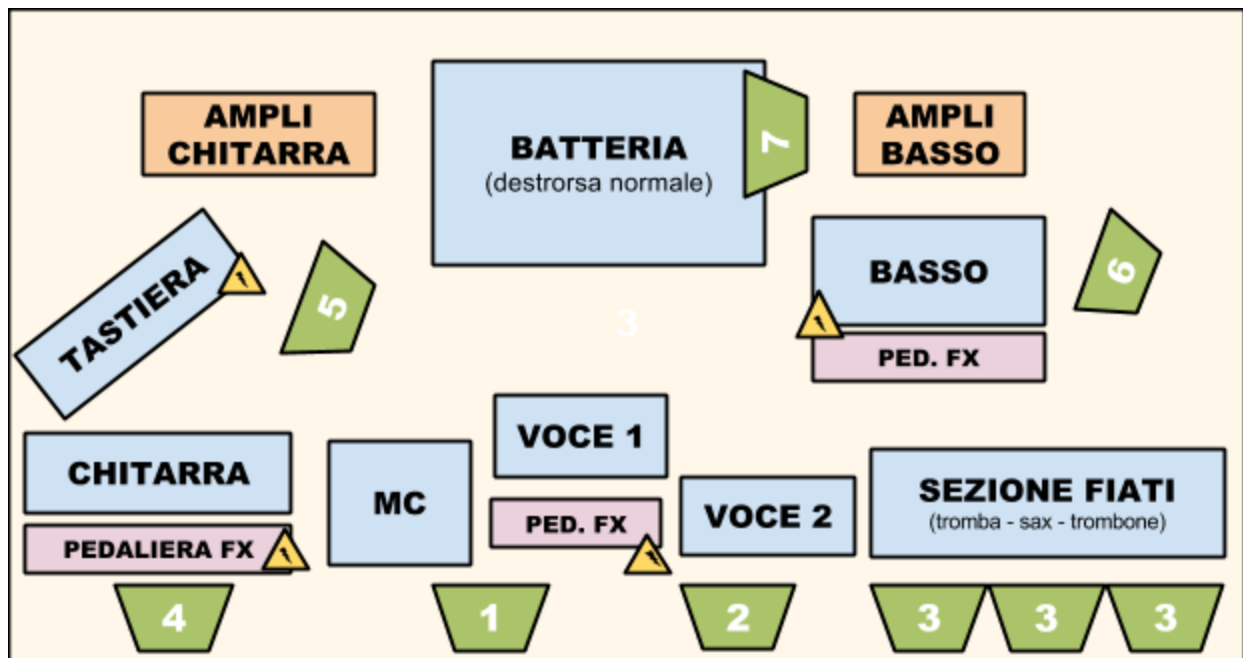 AMPLI
CHITARRA
BATTERIA
(destrorsa normale)
7
AMPLI
BASSO
TASTIERA
5
3
BASSO
6
PED. FX
CHITARRA
PEDALIERA FX
MC
VOCE 1
PED. FX
VOCE 2
SEZIONE FIATI
(tromba - sax - trombone)
4
1
2
3
3
3